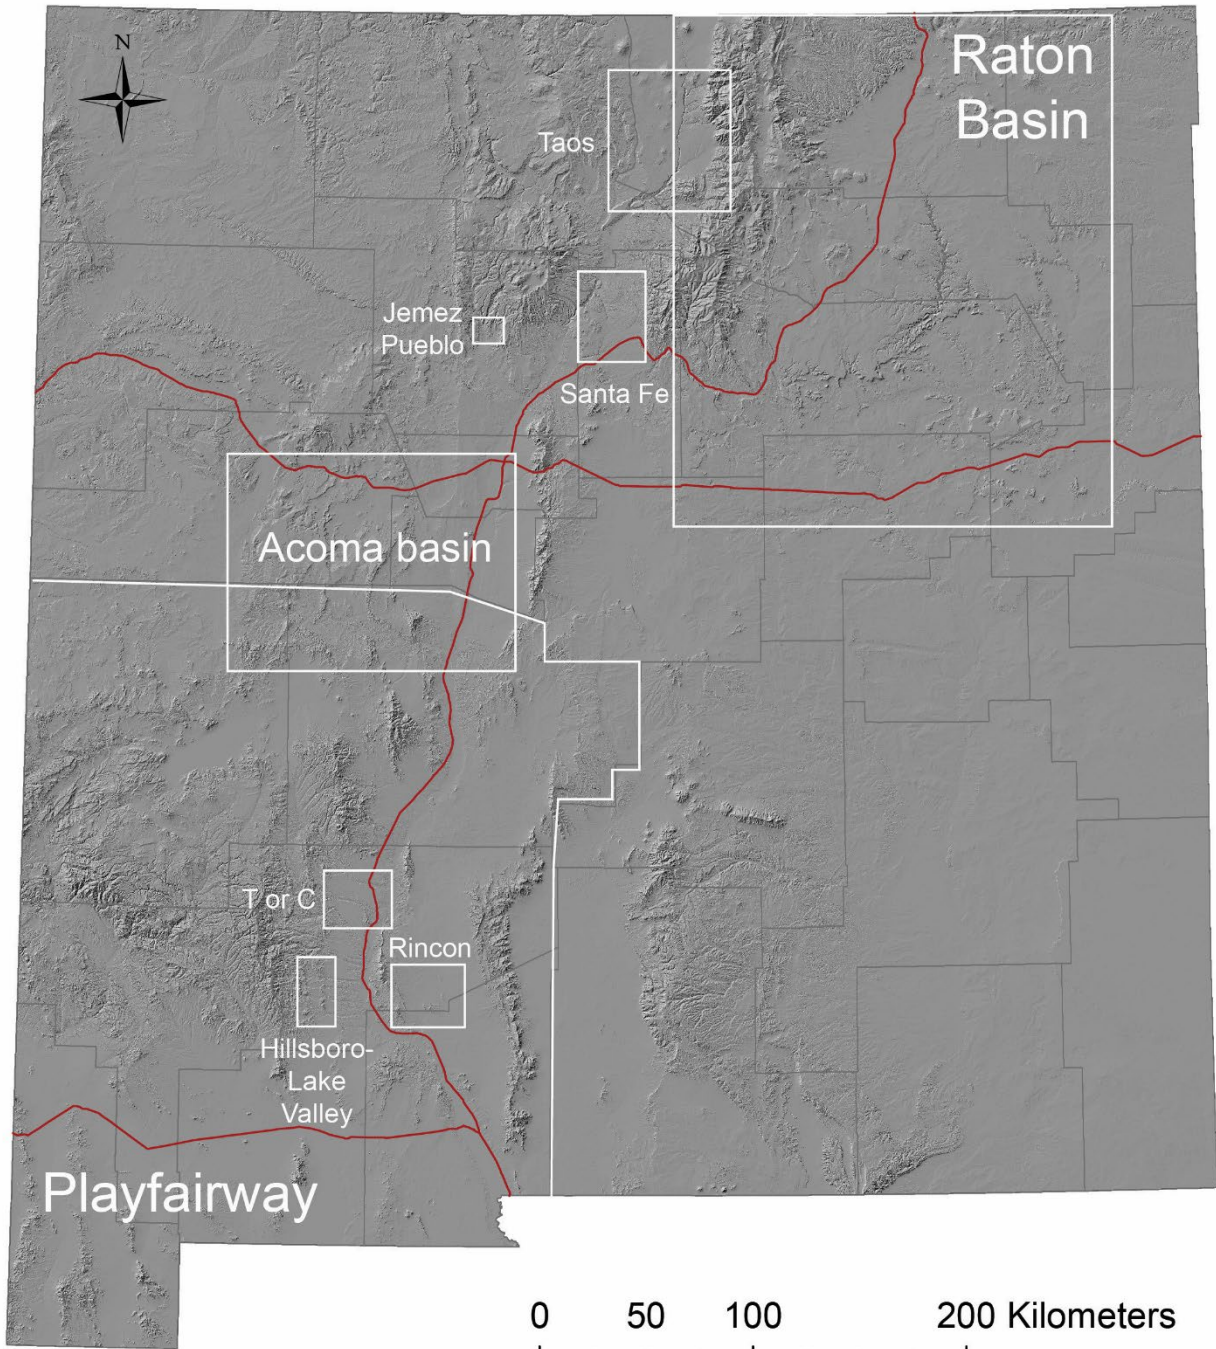 N
Raton
Basin
Taos
Jemez
Pueblo
Santa Fe
Acoma basin
T or C
Rincon
Hillsboro-
Lake
Valley
Playfairway
0 50 100 200 Kilometers